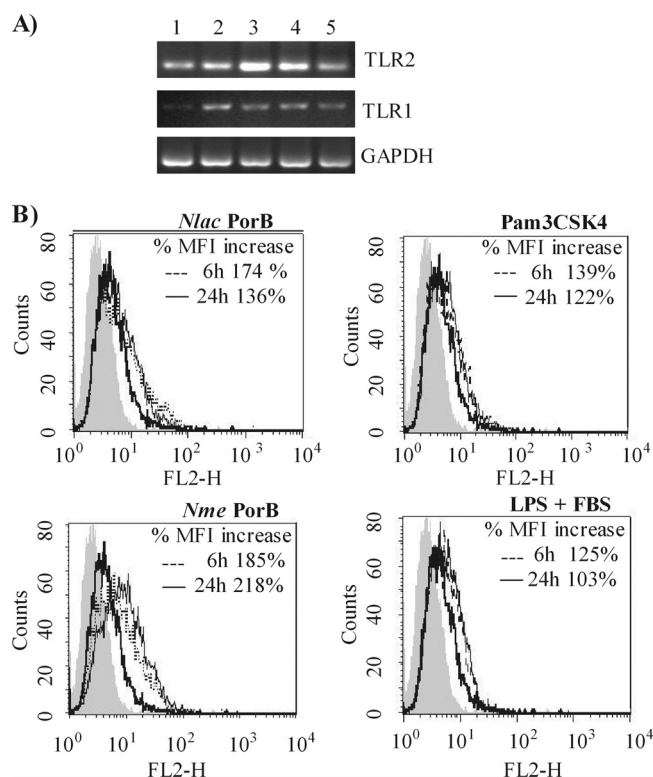 A)
1 2 3 4 5
TLR2
TLR1
GAPDH
B)
Nlac PorB
% MFI increase
6h 174 %
24h 136%
Counts
80
60
40
20
0
10^0 10^1 10^2 10^3 10^4
FL2-H
Pam3CSK4
% MFI increase
6h 139%
24h 122%
Counts
80
60
40
20
0
10^0 10^1 10^2 10^3 10^4
FL2-H
Nme PorB
% MFI increase
6h 185%
24h 218%
Counts
80
60
40
20
0
10^0 10^1 10^2 10^3 10^4
FL2-H
LPS + FBS
% MFI increase
6h 125%
24h 103%
Counts
80
60
40
20
0
10^0 10^1 10^2 10^3 10^4
FL2-H